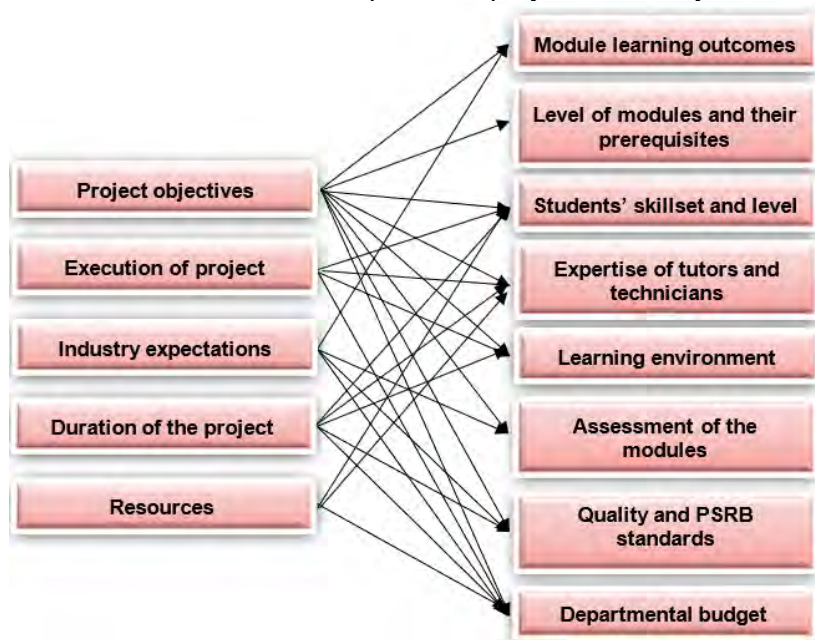 Project objectives
Execution of project
Industry expectations
Duration of the project
Resources
Module learning outcomes
Level of modules and their
prerequisites
Students’ skillset and level
Expertise of tutors and
technicians
Learning environment
Assessment of the
modules
Quality and PSRB
standards
Departmental budget